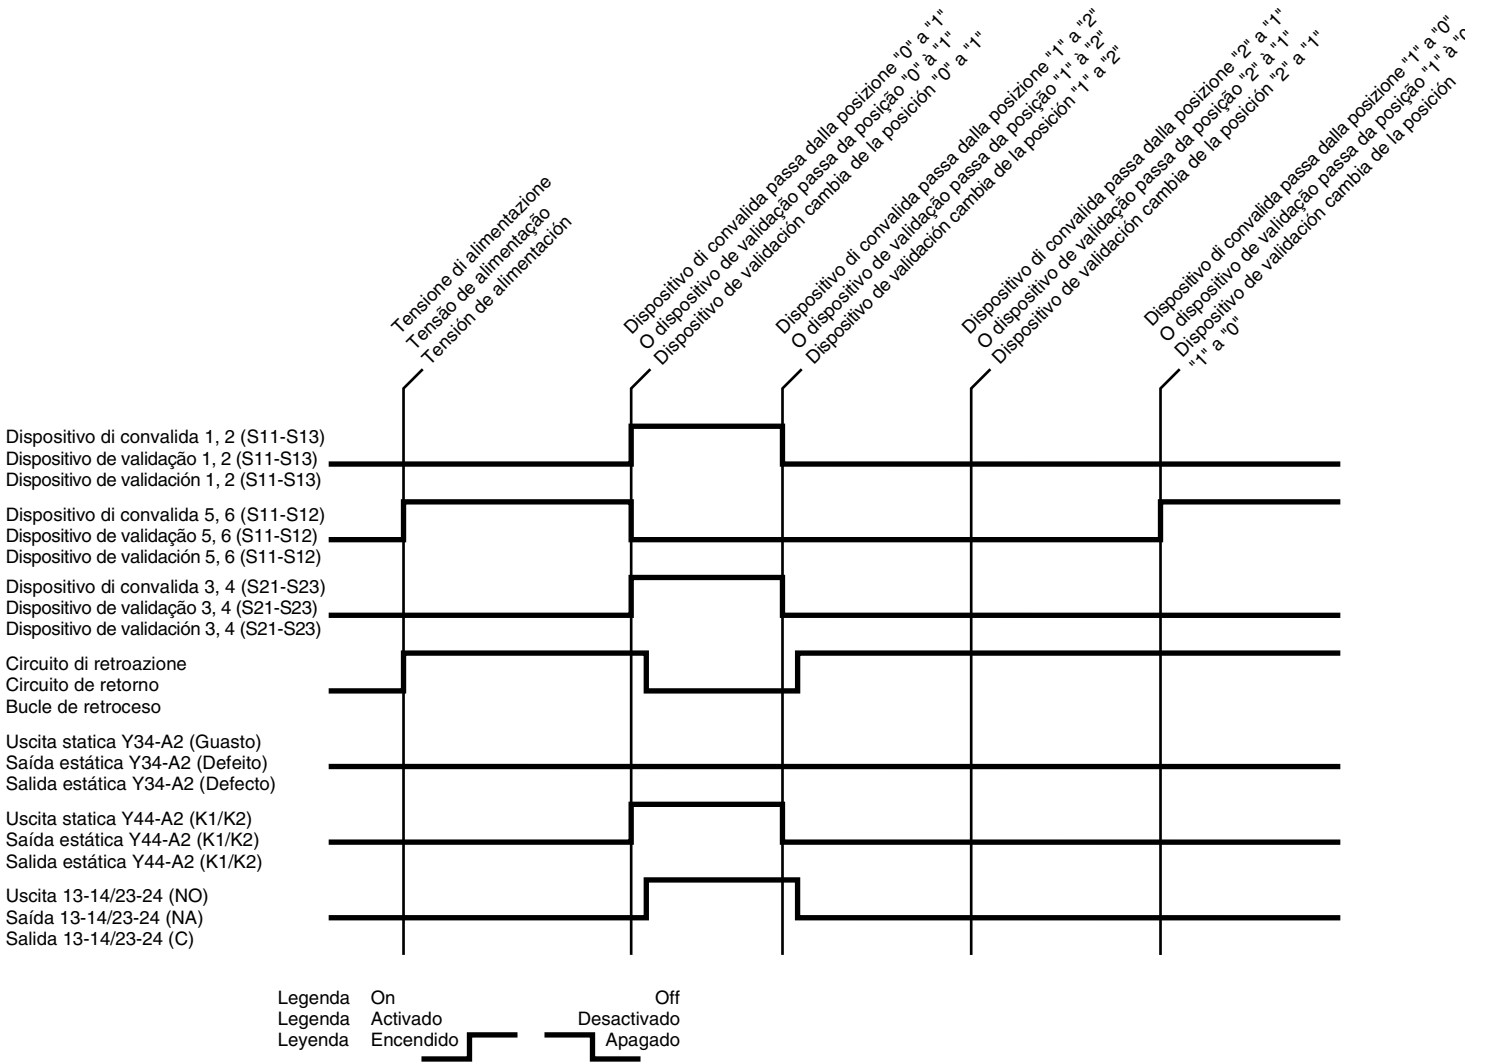 Tensione di alimentazione
Tensão de alimentação
Tensión de alimentación
Dispositivo di convalida passa dalla posizione "0" a "1"
O dispositivo de validação passa da posição "0" à "1"
Dispositivo de validación cambia de la posición "0" a "1"
Dispositivo di convalida passa dalla posizione "1" a "2"
O dispositivo de validação passa da posição "1" à "2"
Dispositivo de validación cambia de la posición "1" a "2"
Dispositivo di convalida passa dalla posizione "2" a "1"
O dispositivo de validação passa da posição "2" à "1"
Dispositivo de validación cambia de la posición "2" a "1"
Dispositivo di convalida passa dalla posizione "1" a "0"
O dispositivo de validação passa da posição "1" à "0
Dispositivo de validación cambia de la posición
"1" a "0"
Dispositivo di convalida 1, 2 (S11-S13)
Dispositivo de validação 1, 2 (S11-S13)
Dispositivo de validación 1, 2 (S11-S13)
Dispositivo di convalida 5, 6 (S11-S12)
Dispositivo de validação 5, 6 (S11-S12)
Dispositivo de validación 5, 6 (S11-S12)
Dispositivo di convalida 3, 4 (S21-S23)
Dispositivo de validação 3, 4 (S21-S23)
Dispositivo de validación 3, 4 (S21-S23)
Circuito di retroazione
Circuito de retorno
Bucle de retroceso
Uscita statica Y34-A2 (Guasto)
Saída estática Y34-A2 (Defeito)
Salida estática Y34-A2 (Defecto)
Uscita statica Y44-A2 (K1/K2)
Saída estática Y44-A2 (K1/K2)
Salida estática Y44-A2 (K1/K2)
Uscita 13-14/23-24 (NO)
Saída 13-14/23-24 (NA)
Salida 13-14/23-24 (C)
Legenda On Off
Legenda Activado Desactivado
Leyenda Encendido Apagado